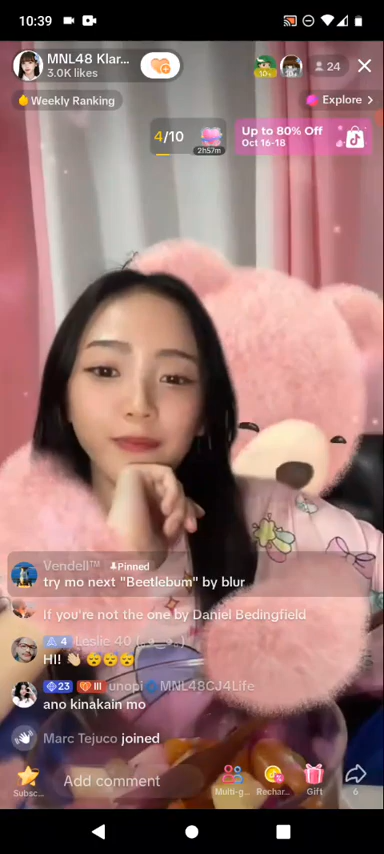 10:39
MNL48 Klar...
3.0K likes
24
Weekly Ranking
Explore >
4/10
2h57m
Up to 80% Off
Oct 16-18
Vendell™ Pinned
try mo next "Beetlebum" by blur
If you're not the one by Daniel Bedingfield
4 Leslie 40
HI! 👋🏼 😴😴😴
23 III unopi MNL48CJ4Life
ano kinakain mo
Marc Tejuco joined
Subsc...
Add comment
Multi-g...
Rechar...
Gift
6